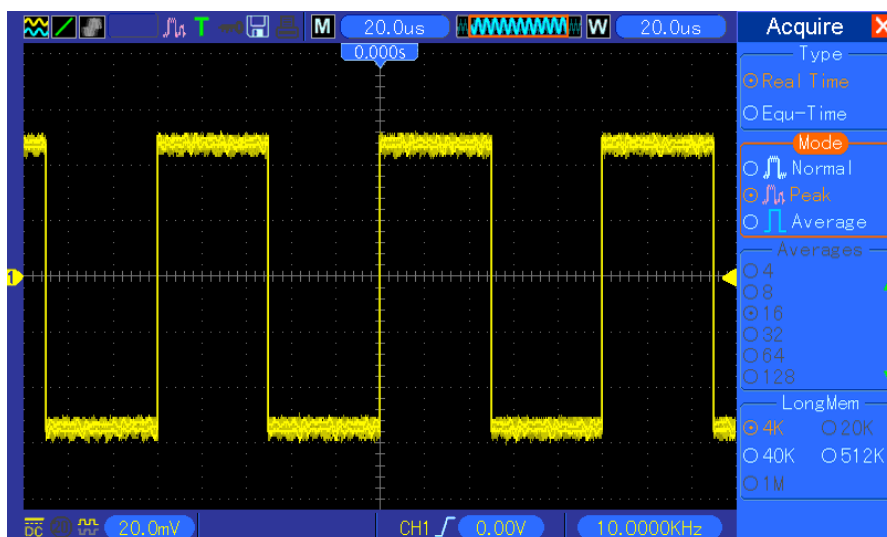 T M 20.0us W 20.0us Acquire X
0.000s
Type
Real Time
Equ-Time
Mode
Normal
Peak
Average
1
Averages
4
8
16
32
64
128
LongMem
4K 20K
40K 512K
1M
DC 20.0mV CH1 0.00V 10.0000KHz